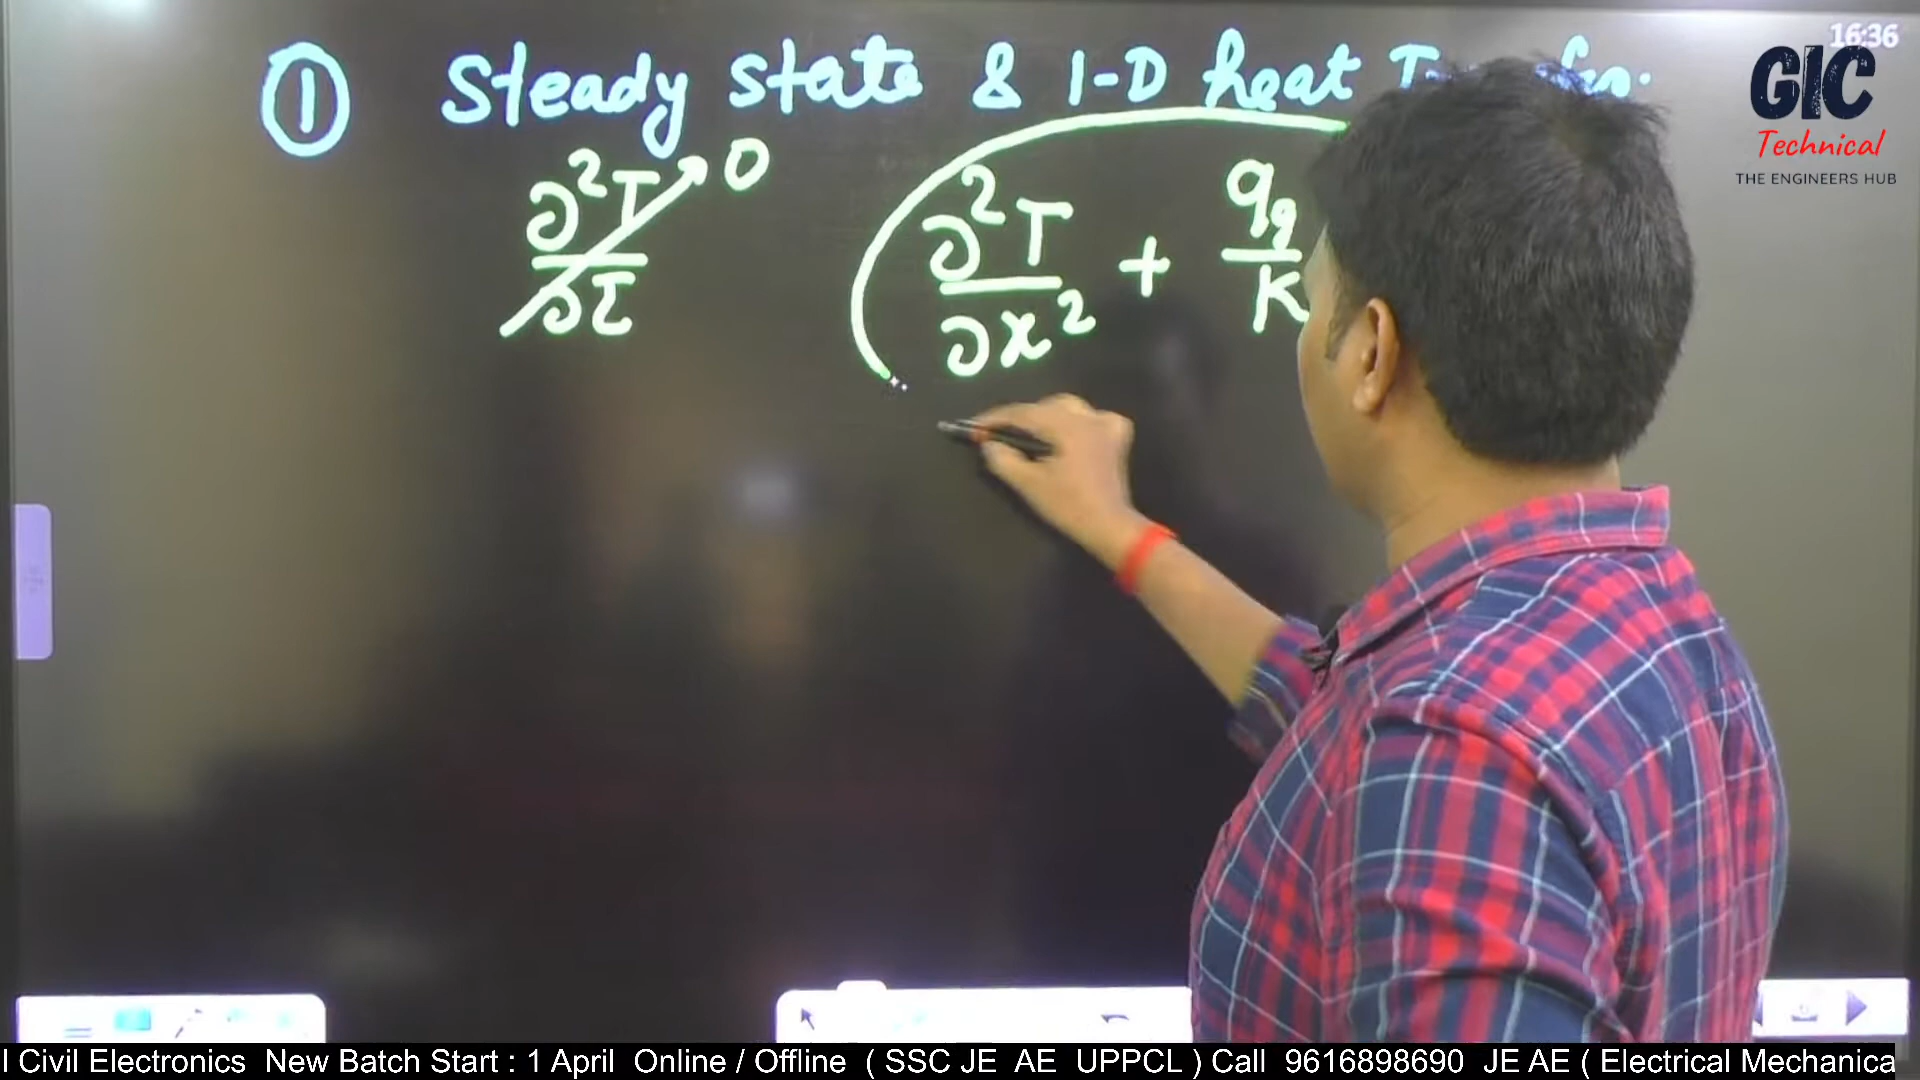 16:36
① Steady state & 1-D heat
∂²T/∂τ → 0
∂²T/∂x² + q_g/K
GIC
Technical
THE ENGINEERS HUB
l Civil Electronics New Batch Start : 1 April Online / Offline ( SSC JE AE UPPCL ) Call 9616898690 JE AE ( Electrical Mechanica